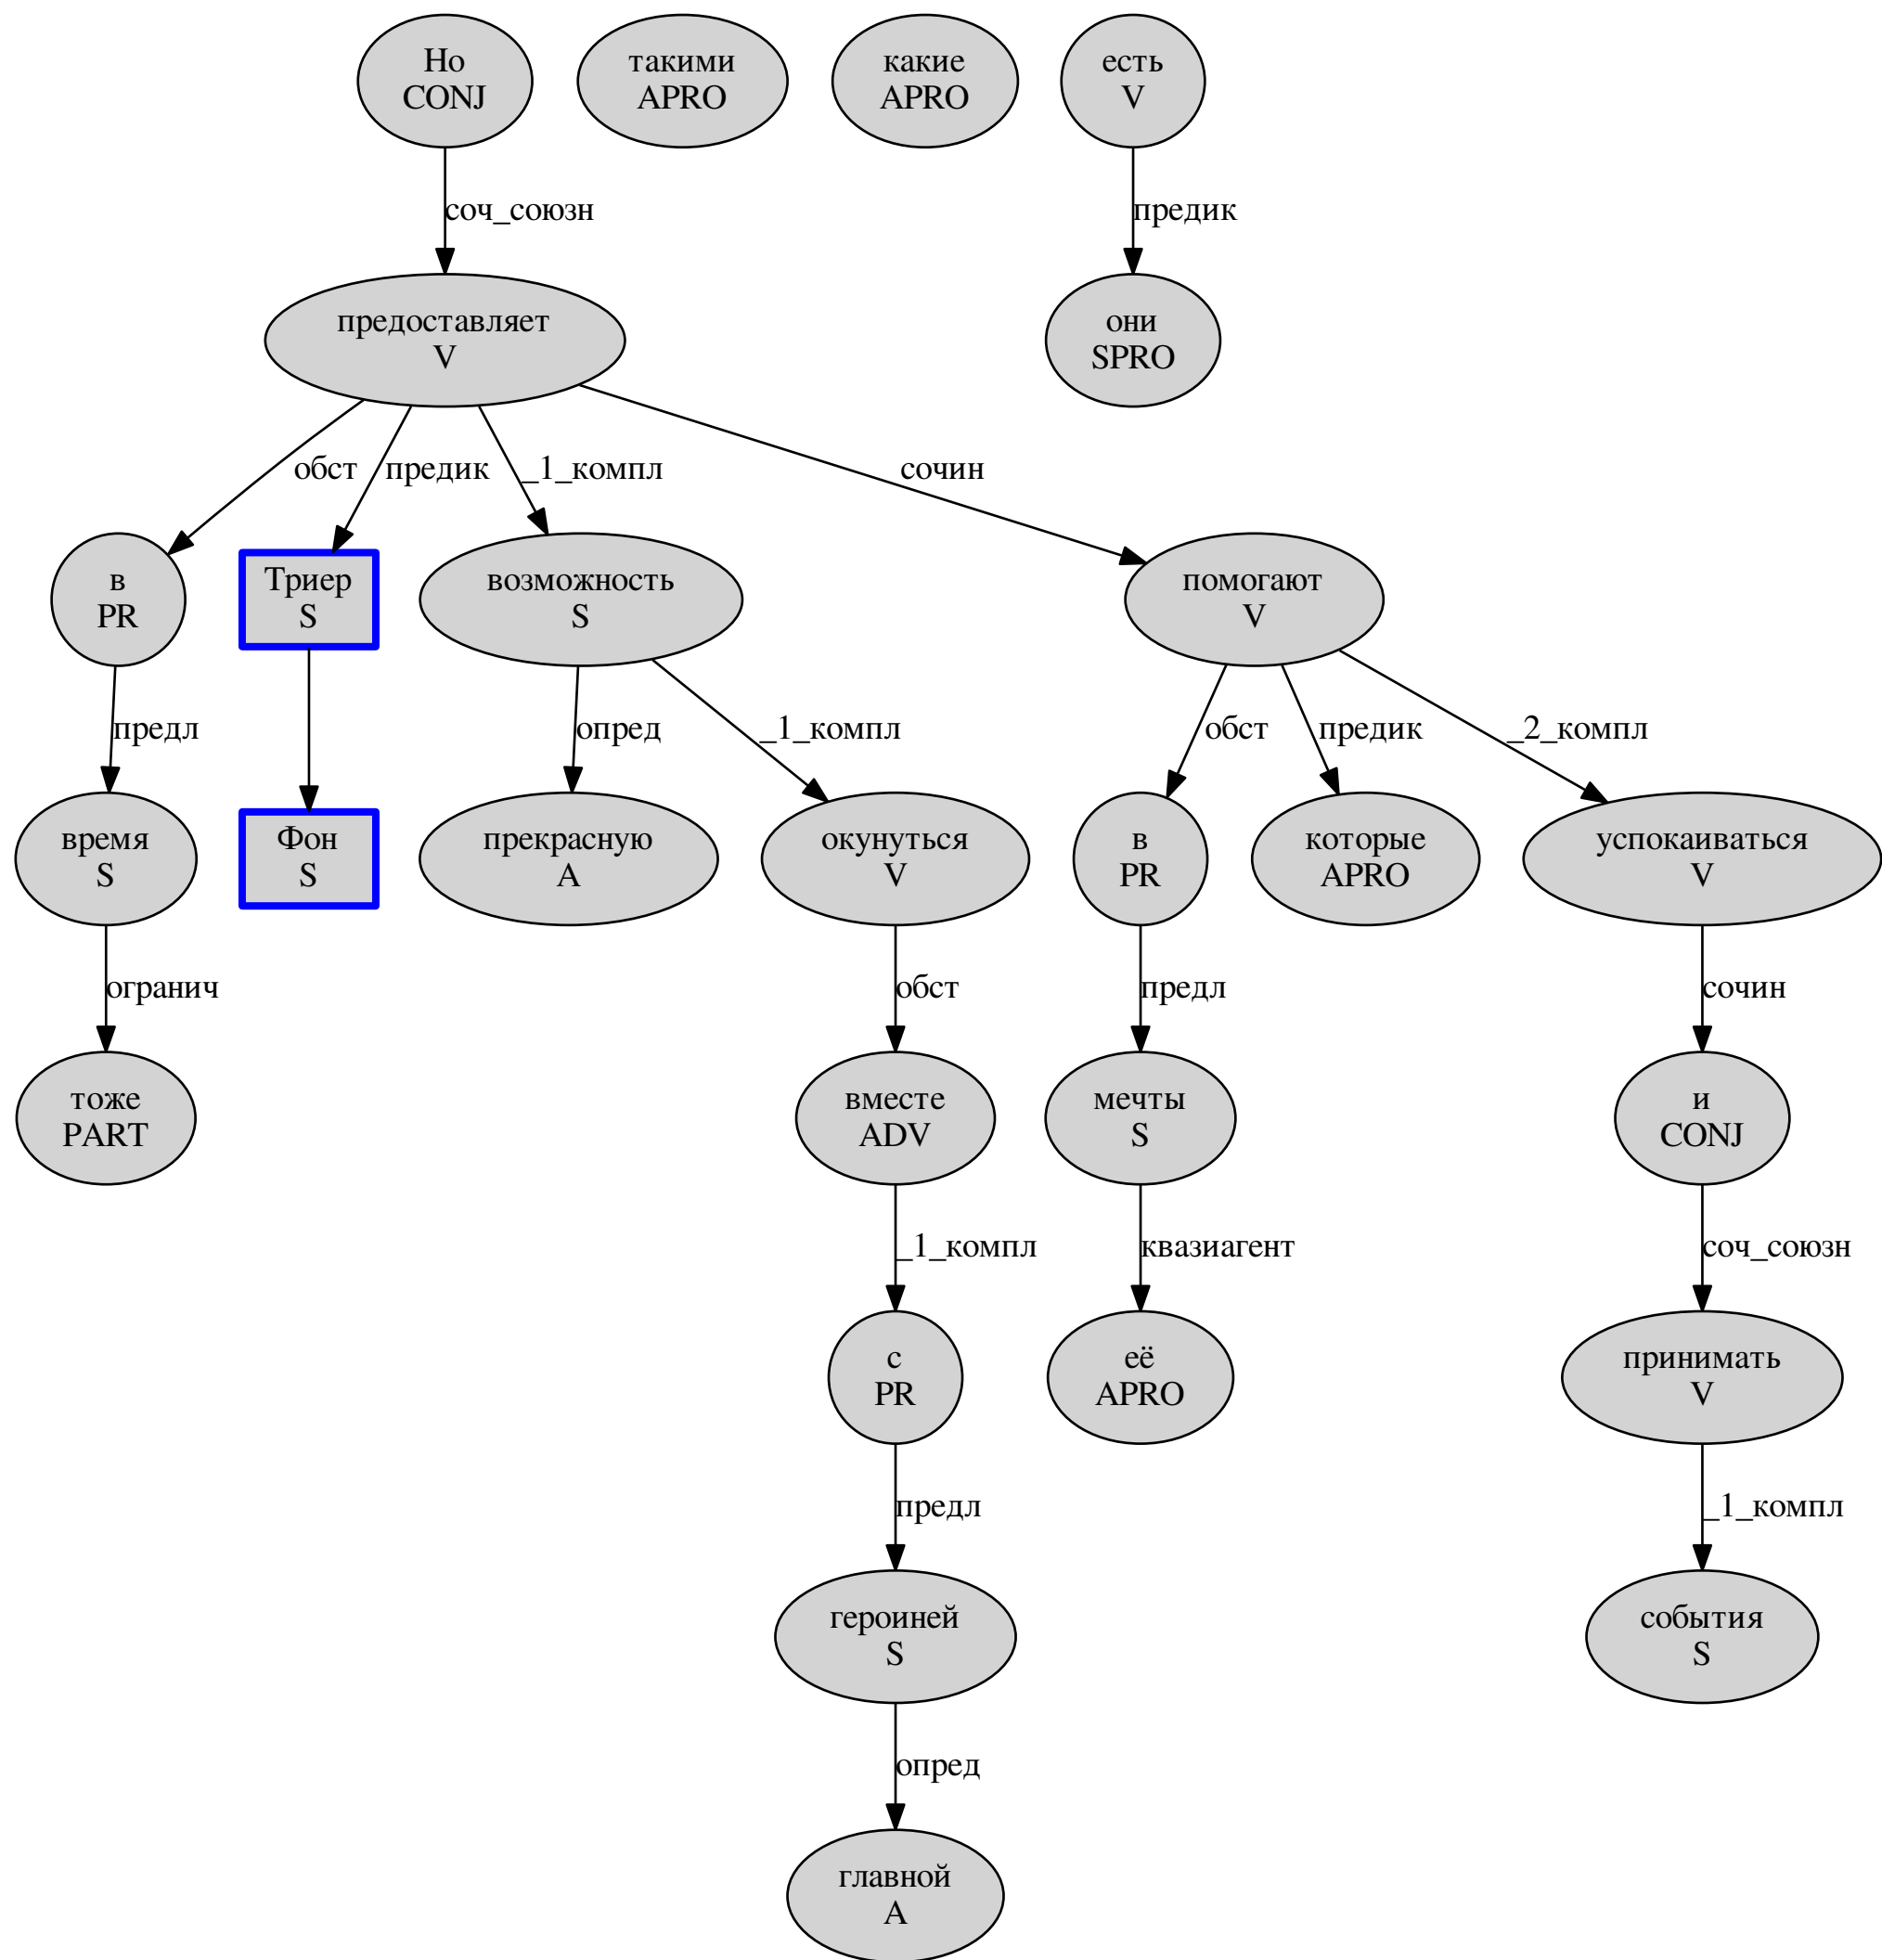 Но
CONJ
такими
APRO
какие
APRO
есть
V
соч_союзн
предик
предоставляет
V
они
SPRO
обст
предик
_1_компл
сочин
в
PR
Триер
S
возможность
S
помогают
V
предл
опред
_1_компл
обст
предик
_2_компл
время
S
Фон
S
прекрасную
A
окунуться
V
в
PR
которые
APRO
успокаиваться
V
огранич
обст
предл
сочин
тоже
PART
вместе
ADV
мечты
S
и
CONJ
_1_компл
квазиагент
соч_союзн
с
PR
её
APRO
принимать
V
предл
_1_компл
героиней
S
события
S
опред
главной
A